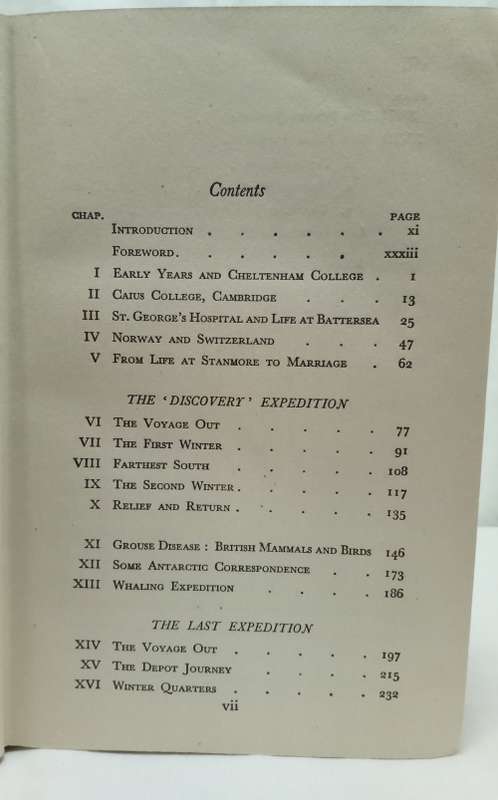 Contents
CHAP. PAGE
INTRODUCTION . . . . . . xi
FOREWORD . . . . . xxxiii
I EARLY YEARS AND CHELTENHAM COLLEGE . 1
II CAIUS COLLEGE, CAMBRIDGE . . . 13
III ST. GEORGE'S HOSPITAL AND LIFE AT BATTERSEA 25
IV NORWAY AND SWITZERLAND . . . 47
V FROM LIFE AT STANMORE TO MARRIAGE . 62
THE ‘DISCOVERY’ EXPEDITION
VI THE VOYAGE OUT . . . . . 77
VII THE FIRST WINTER . . . . . 91
VIII FARTHEST SOUTH . . . . . 108
IX THE SECOND WINTER . . . . . 117
X RELIEF AND RETURN . . . . . 135
XI GROUSE DISEASE : BRITISH MAMMALS AND BIRDS 146
XII SOME ANTARCTIC CORRESPONDENCE . . 173
XIII WHALING EXPEDITION . . . . 186
THE LAST EXPEDITION
XIV THE VOYAGE OUT . . . . . 197
XV THE DEPOT JOURNEY . . . . 215
XVI WINTER QUARTERS . . . . . 232
vii